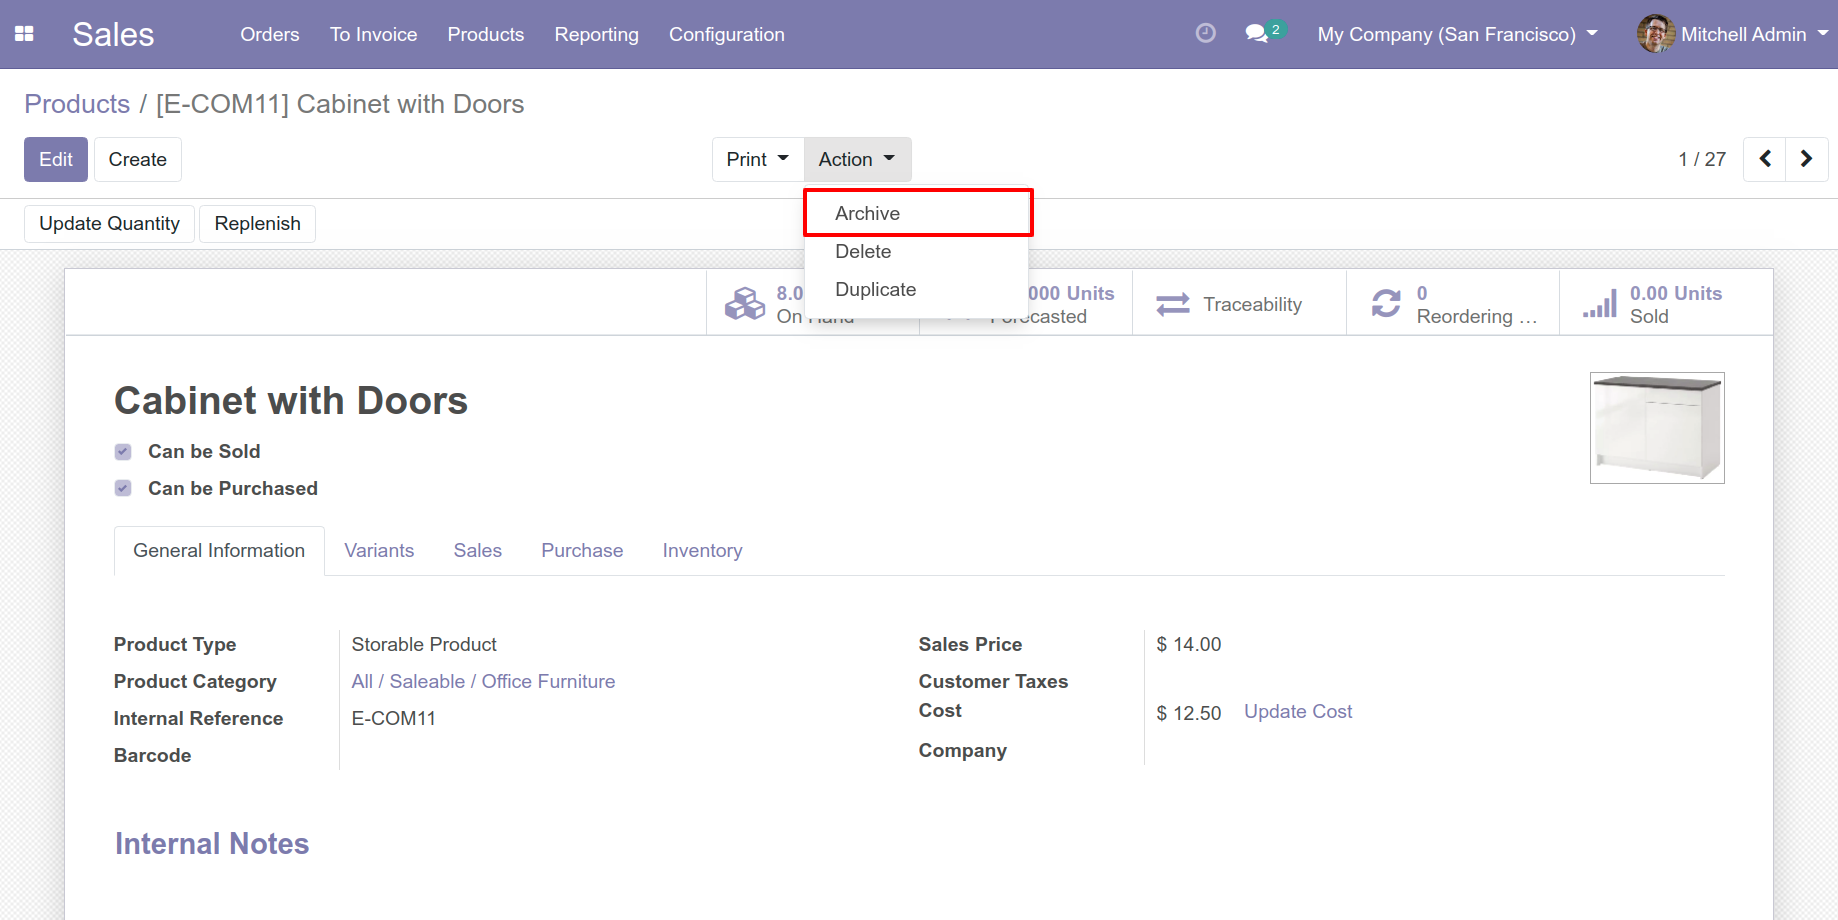 Sales Orders To Invoice Products Reporting Configuration 2 My Company (San Francisco) Mitchell Admin
Products / [E-COM11] Cabinet with Doors
Edit Create Print Action 1 / 27
Update Quantity Replenish
Archive
Delete
Duplicate
8.0 000 Units Traceability 0 0.00 Units
On Hand Forecasted Reordering ... Sold
Cabinet with Doors
Can be Sold
Can be Purchased
General Information Variants Sales Purchase Inventory
Product Type Storable Product Sales Price $ 14.00
Product Category All / Saleable / Office Furniture Customer Taxes
Internal Reference E-COM11 Cost $ 12.50 Update Cost
Barcode Company
Internal Notes